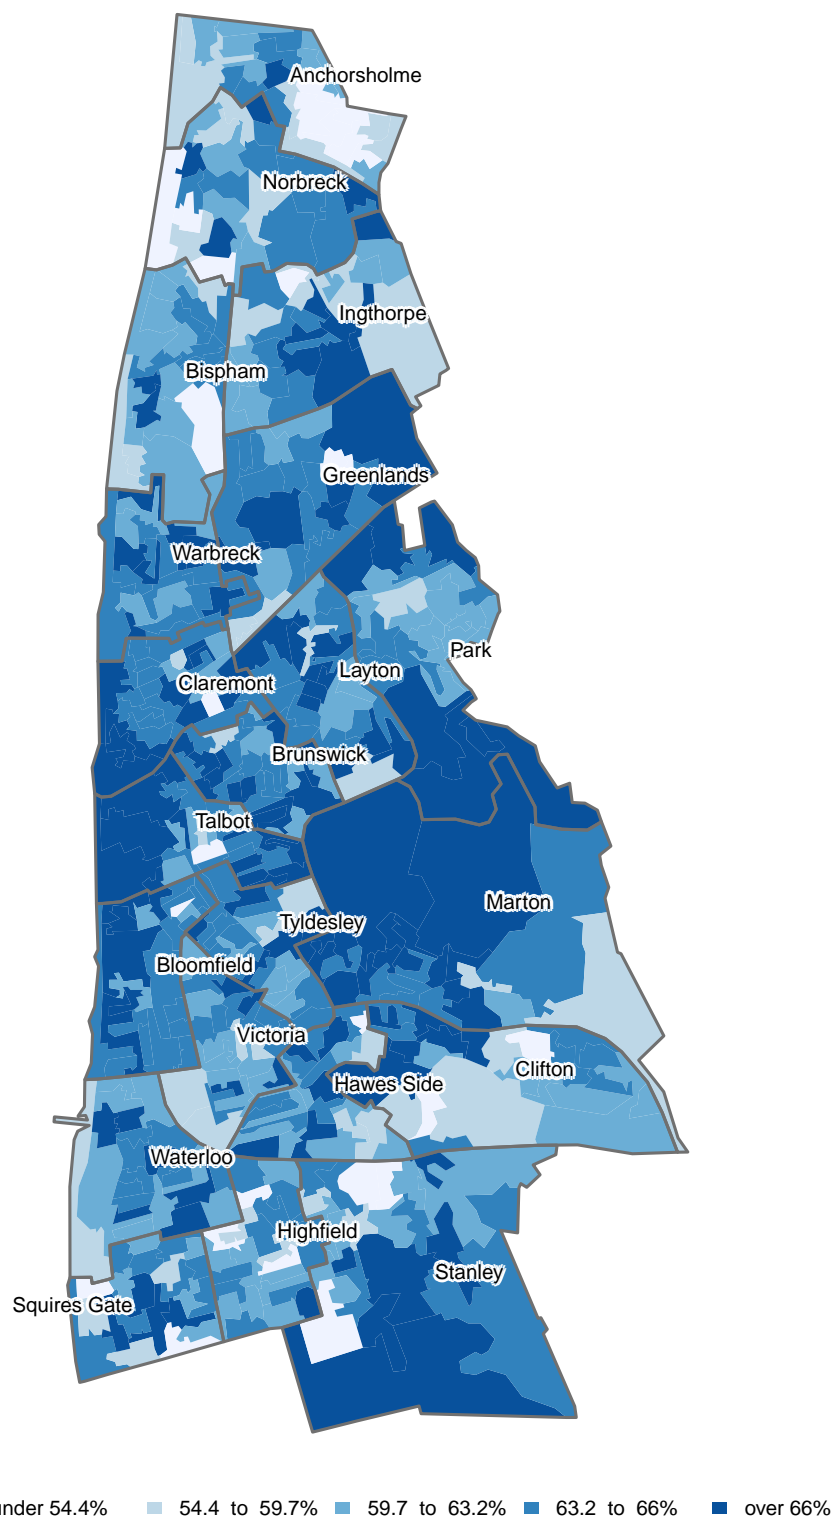 Anchorsholme
Norbreck
Ingthorpe
Bispham
Greenlands
Warbreck
Park
Layton
Claremont
Brunswick
Talbot
Marton
Tyldesley
Bloomfield
Victoria
Clifton
Hawes Side
Waterloo
Highfield
Stanley
Squires Gate
under 54.4% 54.4 to 59.7% 59.7 to 63.2% 63.2 to 66% over 66%